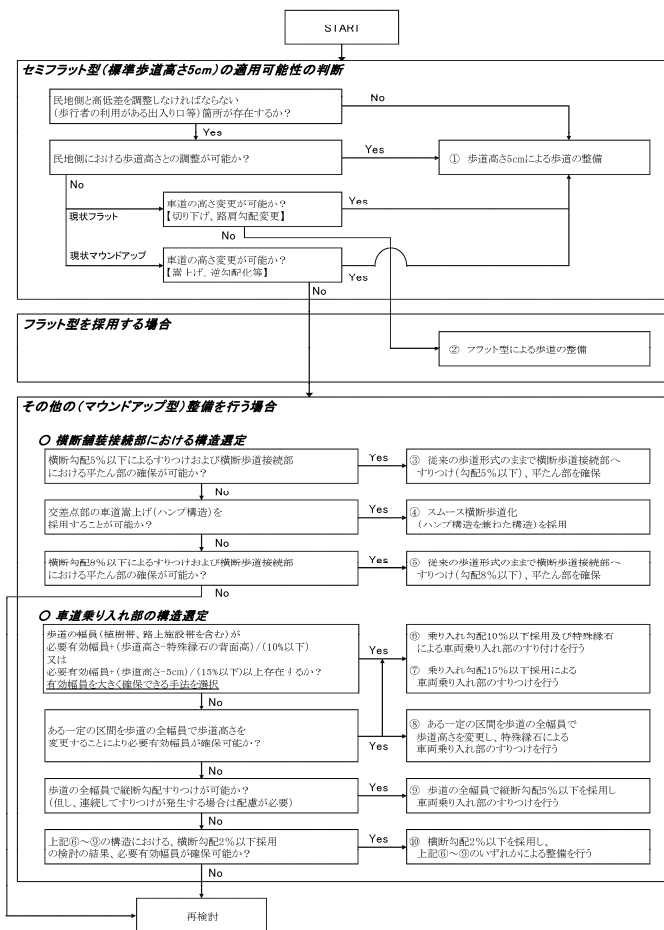 START
セミフラット型(標準歩道高さ5cm)の適用可能性の判断
民地側と高低差を調整しなければならない
(歩行者の利用がある出入り口等)箇所が存在するか?
No
Yes
民地側における歩道高さとの調整が可能か?
Yes
① 歩道高さ5cmによる歩道の整備
No
現状フラット
車道の高さ変更が可能か?
【切り下げ、路肩勾配変更】
Yes
No
現状マウンドアップ
車道の高さ変更が可能か?
【嵩上げ、逆勾配化等】
Yes
No
フラット型を採用する場合
② フラット型による歩道の整備
その他の(マウンドアップ型)整備を行う場合
○ 横断舗装接続部における構造選定
横断勾配5%以下によるすりつけおよび横断歩道接続部
における平たん部の確保が可能か?
Yes
③ 従来の歩道形式のままで横断歩道接続部へ
すりつけ(勾配5%以下)、平たん部を確保
No
交差点部の車道嵩上げ(ハンプ構造)を
採用することが可能か?
Yes
④ スムース横断歩道化
(ハンプ構造を兼ねた構造)を採用
No
横断勾配8%以下によるすりつけおよび横断歩道接続部
における平たん部の確保が可能か?
Yes
⑤ 従来の歩道形式のままで横断歩道接続部へ
すりつけ(勾配8%以下)、平たん部を確保
No
○ 車道乗り入れ部の構造選定
歩道の幅員(植樹帯、路上施設帯を含む)が
必要有効幅員+(歩道高さ-特殊縁石の背面高)/(10%以下)
又は
必要有効幅員+(歩道高さ-5cm)/(15%以下)以上存在するか?
有効幅員を大きく確保できる手法を選択
Yes
⑥ 乗り入れ勾配10%以下採用及び特殊縁石
による車両乗り入れ部のすり付けを行う
⑦ 乗り入れ勾配15%以下採用による
車両乗り入れ部のすりつけを行う
No
ある一定の区間を歩道の全幅員で歩道高さを
変更することにより必要有効幅員が確保可能か?
Yes
⑧ ある一定の区間を歩道の全幅員で
歩道高さを変更し、特殊縁石による
車両乗り入れ部のすりつけを行う
No
歩道の全幅員で縦断勾配すりつけが可能か?
(但し、連続してすりつけが発生する場合は配慮が必要)
Yes
⑨ 歩道の全幅員で縦断勾配5%以下を採用し
車両乗り入れ部のすりつけを行う
No
上記⑥~⑨の構造における、横断勾配2%以下採用
の検討の結果、必要有効幅員が確保可能か?
Yes
⑩ 横断勾配2%以下を採用し、
上記⑥~⑨のいずれかによる整備を行う
No
再検討